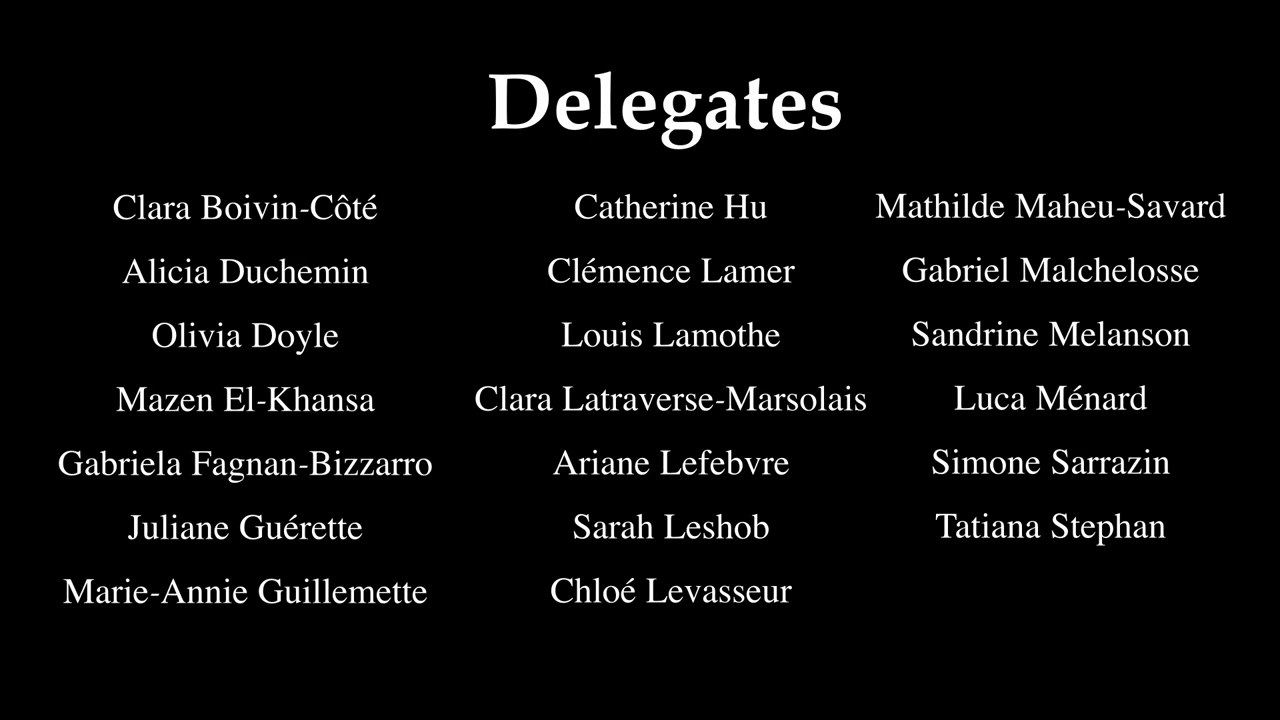 Delegates
Clara Boivin-Côté
Alicia Duchemin
Olivia Doyle
Mazen El-Khansa
Gabriela Fagnan-Bizzarro
Juliane Guérette
Marie-Annie Guillemette
Catherine Hu
Clémence Lamer
Louis Lamothe
Clara Latraverse-Marsolais
Ariane Lefebvre
Sarah Leshob
Chloé Levasseur
Mathilde Maheu-Savard
Gabriel Malchelosse
Sandrine Melanson
Luca Ménard
Simone Sarrazin
Tatiana Stephan